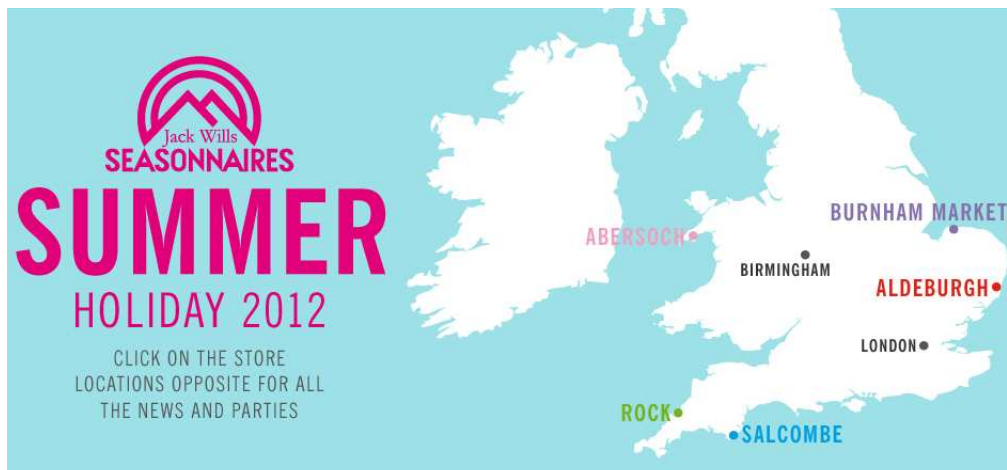 Jack Wills
SEASONNAIRES
SUMMER
HOLIDAY 2012
CLICK ON THE STORE
LOCATIONS OPPOSITE FOR ALL
THE NEWS AND PARTIES
BURNHAM MARKET
ABERSOCH
BIRMINGHAM
ALDEBURGH
LONDON
ROCK
SALCOMBE